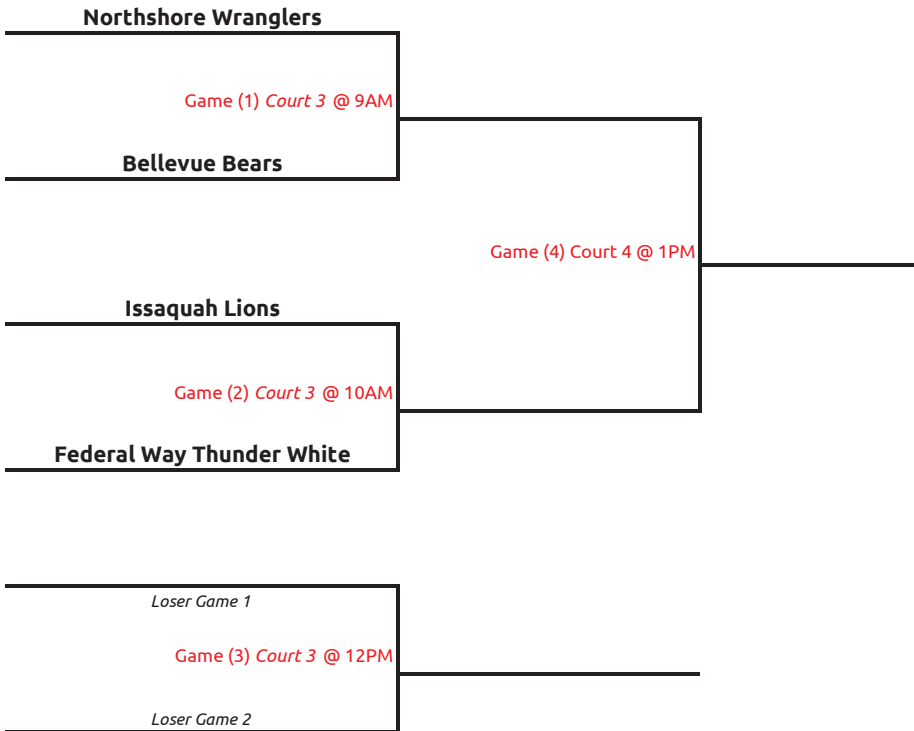 Northshore Wranglers
Game (1) Court 3 @ 9AM
Bellevue Bears
Game (4) Court 4 @ 1PM
Issaquah Lions
Game (2) Court 3 @ 10AM
Federal Way Thunder White
Loser Game 1
Game (3) Court 3 @ 12PM
Loser Game 2